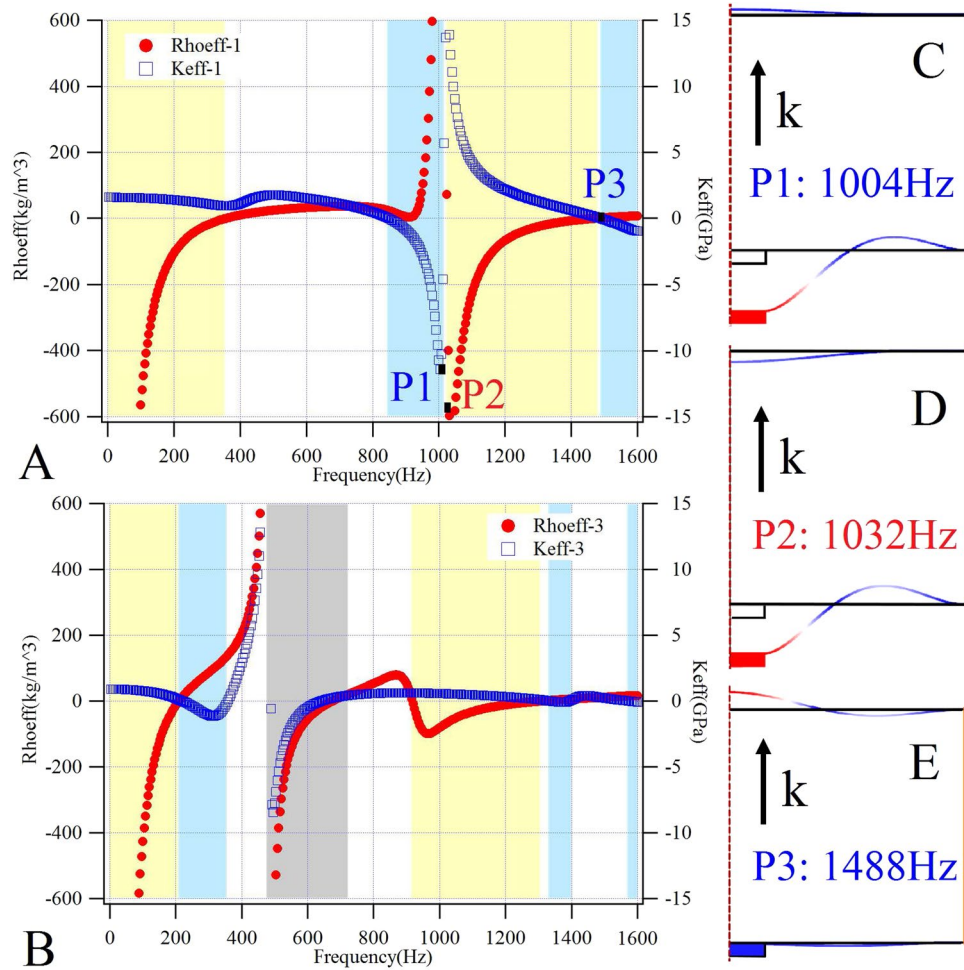 600
400
200
0
-200
-400
-600
Rhoeff(kg/m^3)
Rhoeff-1
Keff-1
P1
P2
P3
15
10
5
0
-5
-10
-15
Keff(GPa)
0 200 400 600 800 1000 1200 1400 1600
Frequency(Hz)
A
600
400
200
0
-200
-400
-600
Rhoeff(kg/m^3)
Rhoeff-3
Keff-3
15
10
5
0
-5
-10
-15
Keff(GPa)
0 200 400 600 800 1000 1200 1400 1600
Frequency(Hz)
B
C
k
P1: 1004Hz
D
k
P2: 1032Hz
E
k
P3: 1488Hz